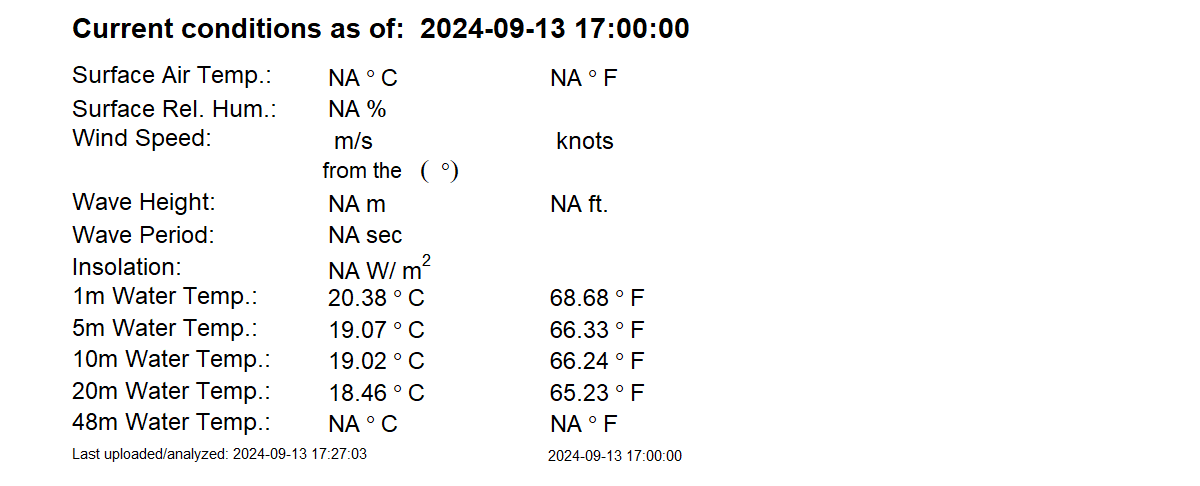 Current conditions as of: 2024-09-13 17:00:00
Surface Air Temp.: NA ° C NA ° F
Surface Rel. Hum.: NA %
Wind Speed: m/s knots
from the ( °)
Wave Height: NA m NA ft.
Wave Period: NA sec
Insolation: NA W/ m²
1m Water Temp.: 20.38 ° C 68.68 ° F
5m Water Temp.: 19.07 ° C 66.33 ° F
10m Water Temp.: 19.02 ° C 66.24 ° F
20m Water Temp.: 18.46 ° C 65.23 ° F
48m Water Temp.: NA ° C NA ° F
Last uploaded/analyzed: 2024-09-13 17:27:03 2024-09-13 17:00:00